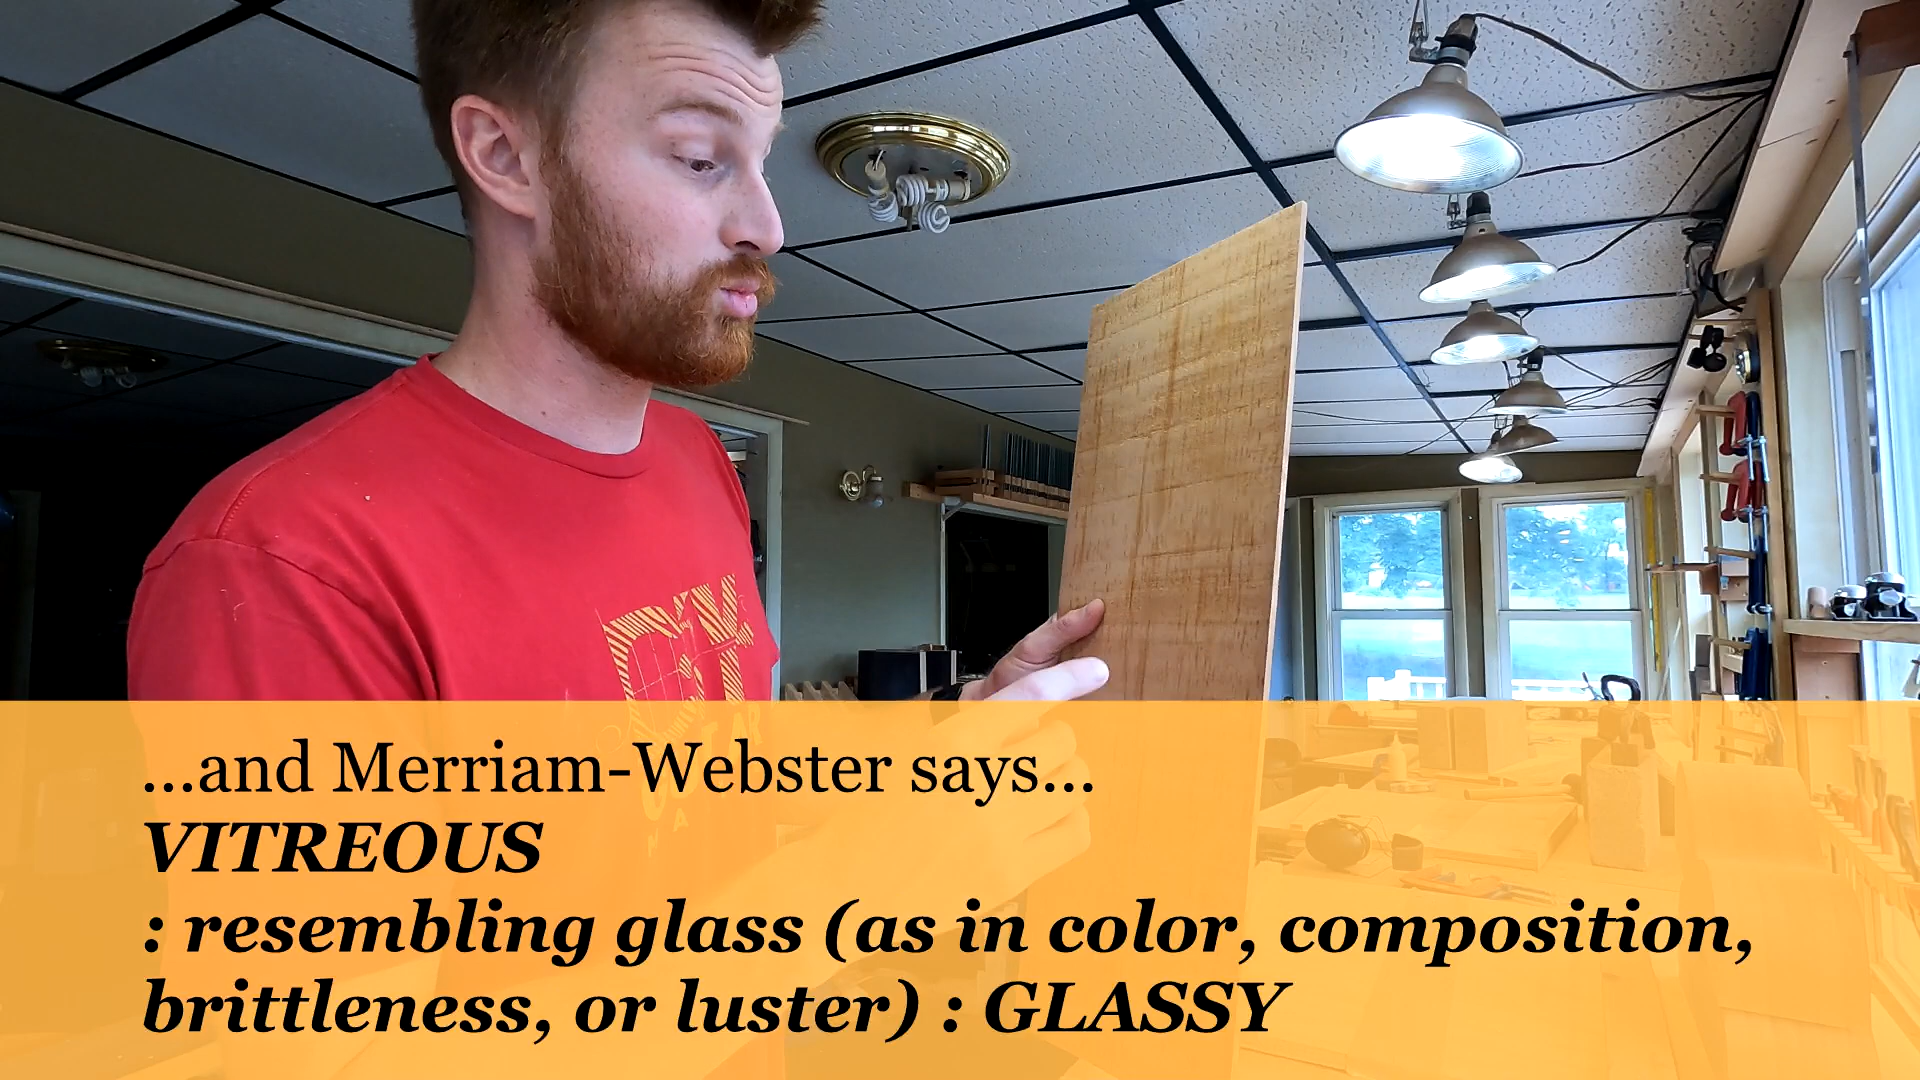 ...and Merriam-Webster says...
VITREOUS
: resembling glass (as in color, composition,
brittleness, or luster) : GLASSY